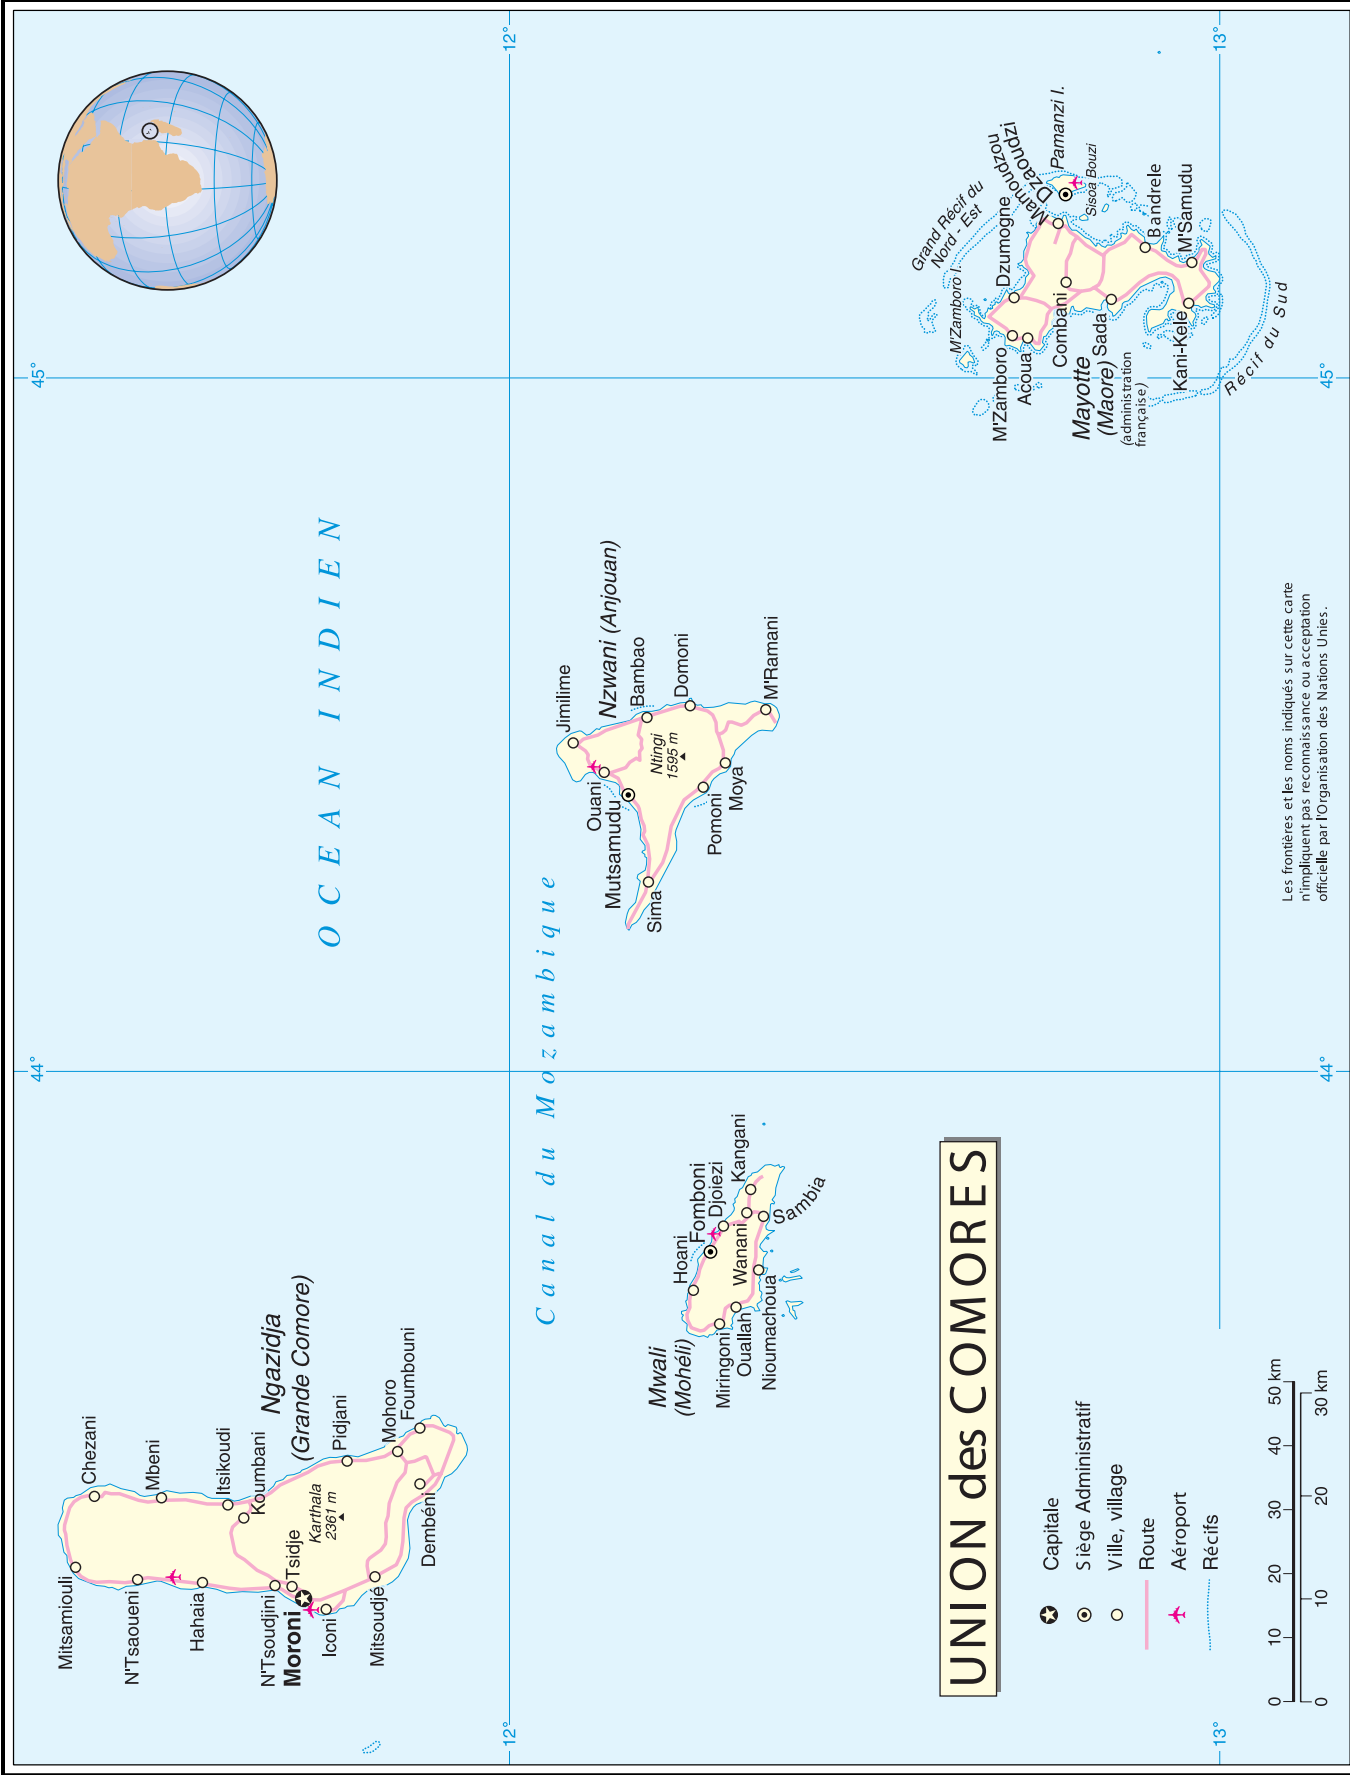 45°
44°
12°
12°
13°
13°
45°
44°
OCEAN INDIEN
Canal du Mozambique
Ngazidja
(Grande Comore)
Mitsamiouli
Chezani
N'Tsaoueni
Mbeni
Hahaia
Itsikoudi
Koumbani
N'Tsoudjini
Tsidje
Moroni
Iconi
Karthala
2361 m
Pidjani
Mitsoudjé
Mohoro
Foumbouni
Dembéni
Mwali
(Mohéli)
Hoani
Fomboni
Djoiezi
Kangani
Miringoni
Ouallah
Wanani
Nioumachoua
Sambia
Nzwani (Anjouan)
Jimilime
Ouani
Mutsamudu
Bambao
Sima
Ntingi
1595 m
Domoni
Pomoni
Moya
M'Ramani
Grand Récif du
Nord - Est
M'Zamboro I.
Dzumogne
Mamoudzou
Dzaoudzi
Pamanzi I.
Sisoa Bouzi
M'Zamboro
Acoua
Combani
Mayotte
(Maore)
(administration
française)
Sada
Bandrele
Kani-Kele
M'Samudu
Récif du Sud
UNION des COMORES
Capitale
Siège Administratif
Ville, village
Route
Aéroport
Récifs
0 10 20 30 40 50 km
0 10 20 30 km
Les frontières et les noms indiqués sur cette carte
n'impliquent pas reconnaissance ou acceptation
officielle par l'Organisation des Nations Unies.